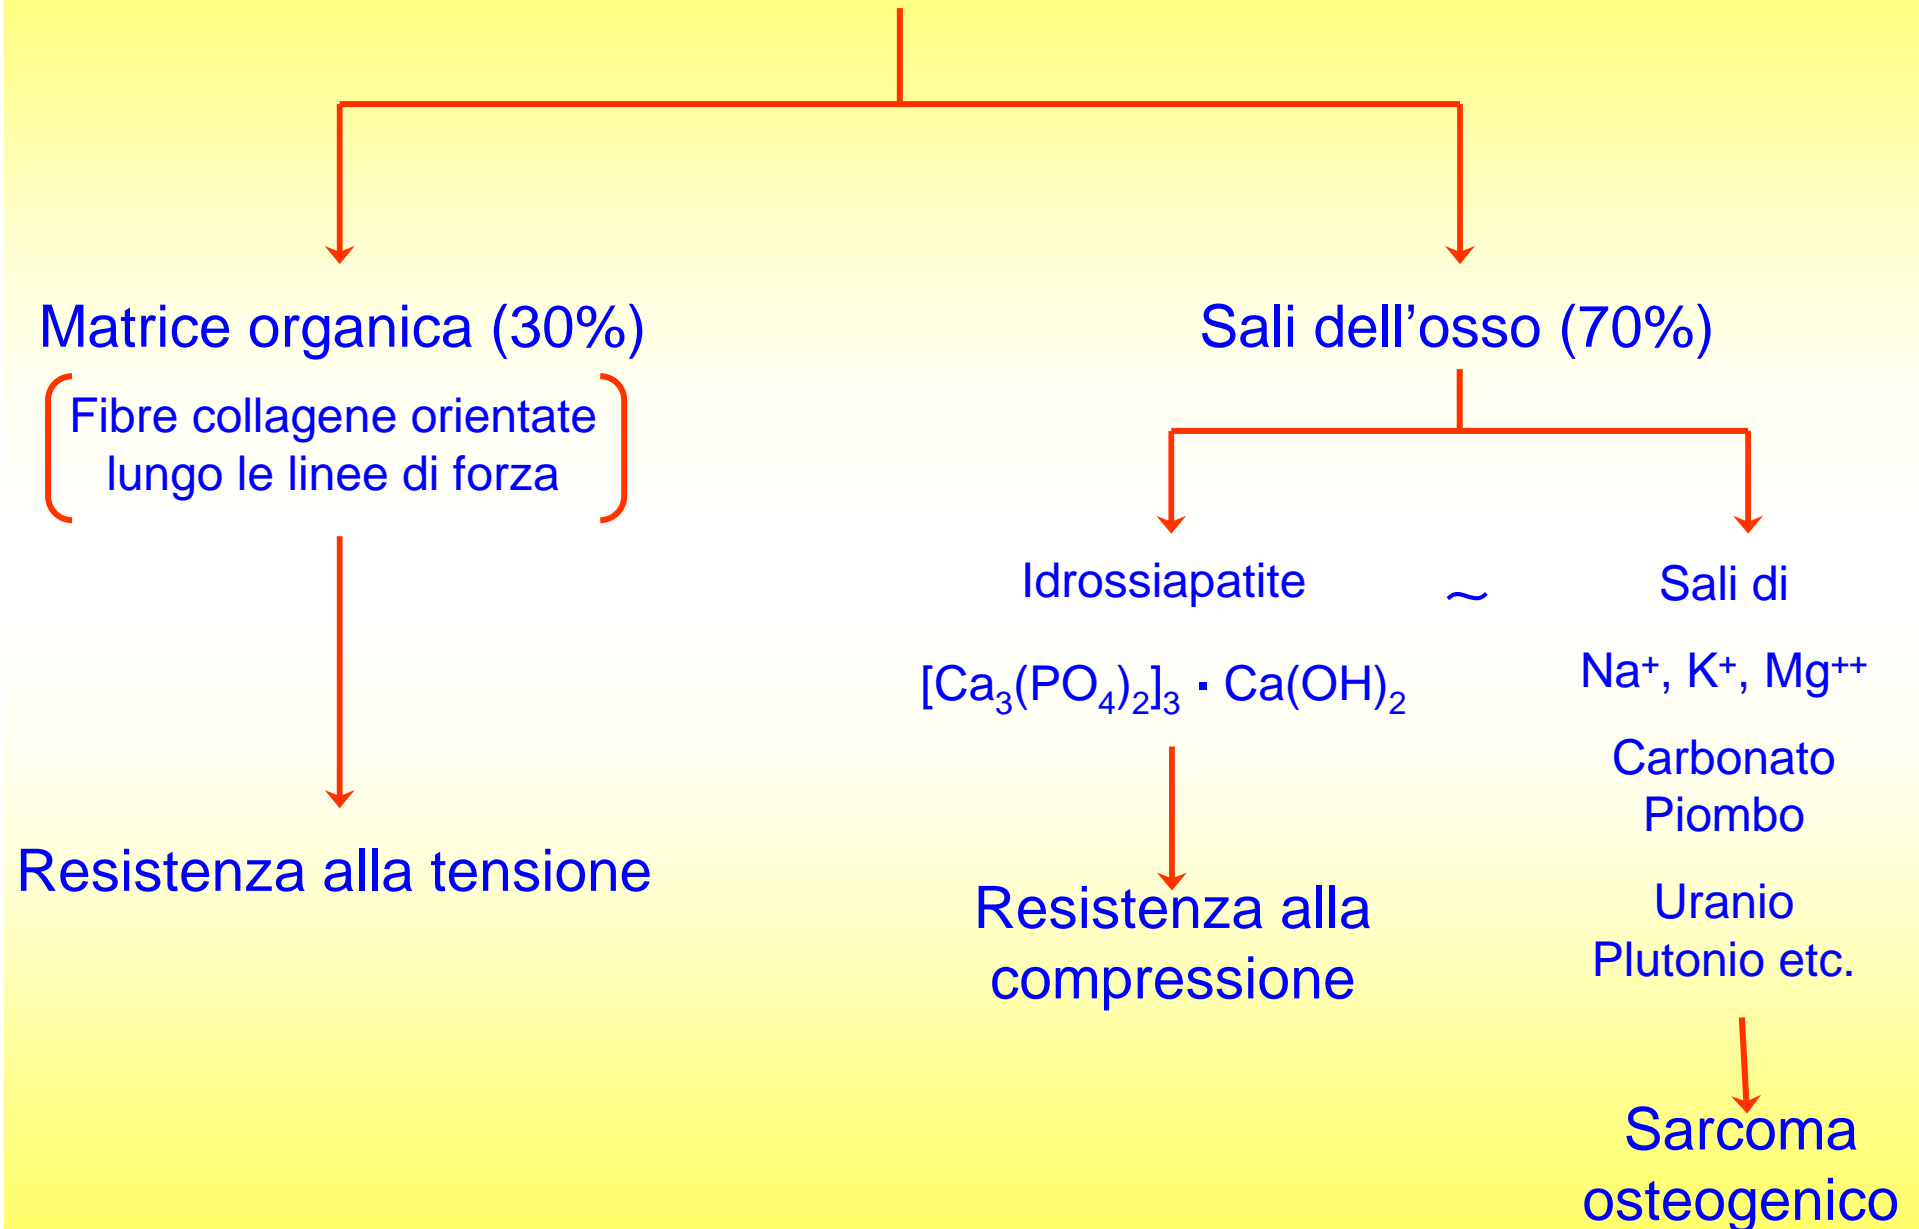 Matrice organica (30%)
Fibre collagene orientate
lungo le linee di forza
Resistenza alla tensione
Sali dell’osso (70%)
Idrossiapatite
~
[Ca₃(PO₄)₂]₃ · Ca(OH)₂
Resistenza alla
compressione
Sali di
Na⁺, K⁺, Mg⁺⁺
Carbonato
Piombo
Uranio
Plutonio etc.
Sarcoma
osteogenico